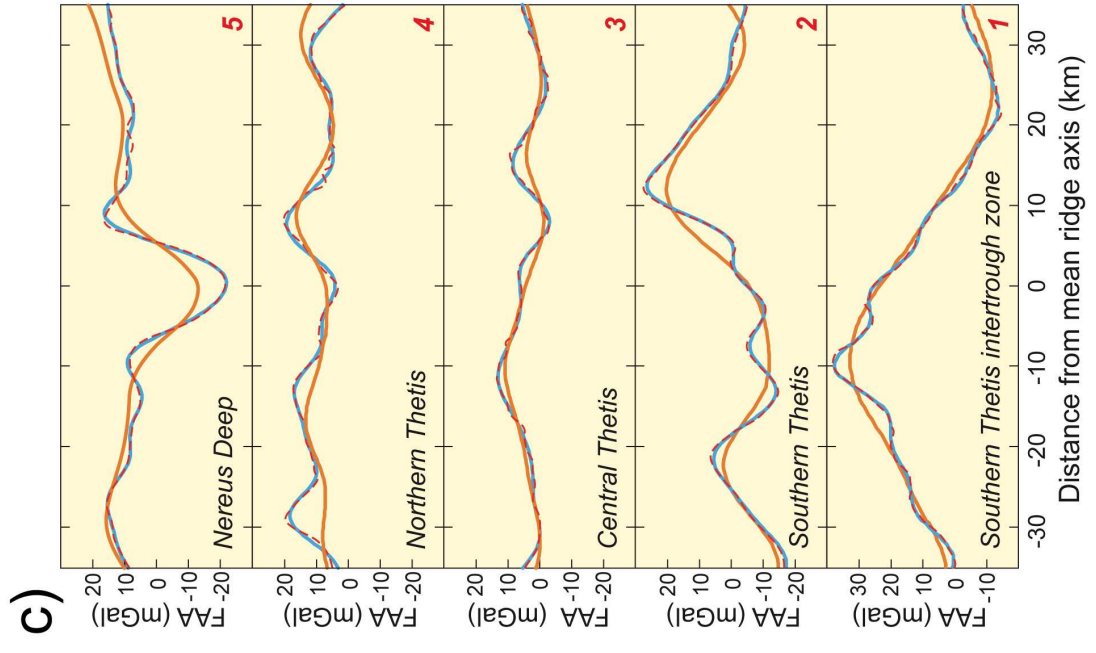 c)
FAA (mGal)
20
10
0
-10
-20
Nereus Deep
5
FAA (mGal)
20
10
0
-10
-20
Northern Thetis
4
FAA (mGal)
20
10
0
-10
-20
Central Thetis
3
FAA (mGal)
20
10
0
-10
-20
Southern Thetis
2
FAA (mGal)
30
20
10
0
-10
Southern Thetis intertrough zone
1
-30 -20 -10 0 10 20 30
Distance from mean ridge axis (km)